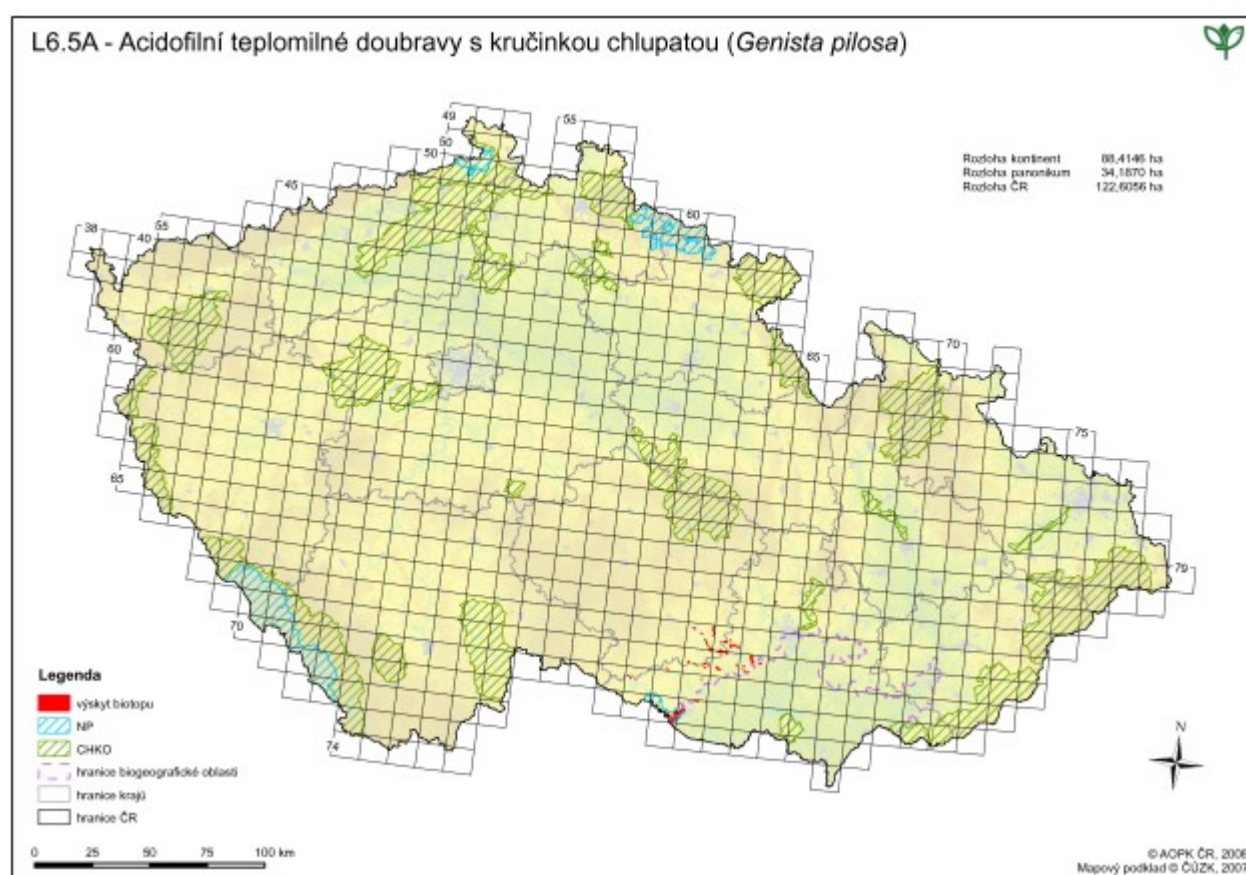 L6.5A - Acidofilní teplomilné doubravy s kručinkou chlupatou (Genista pilosa)
Rozloha kontinent 88,4146 ha
Rozloha panonikum 34,1870 ha
Rozloha ČR 122,6056 ha
49
50
50
55
45
60
38
40
55
60
65
70
75
65
79
70
74
Legenda
výskyt biotopu
NP
CHKO
hranice biogeografické oblasti
hranice krajů
hranice ČR
N
0 25 50 75 100 km
© AOPK ČR, 2006
Mapový podklad © ČÚZK, 2007